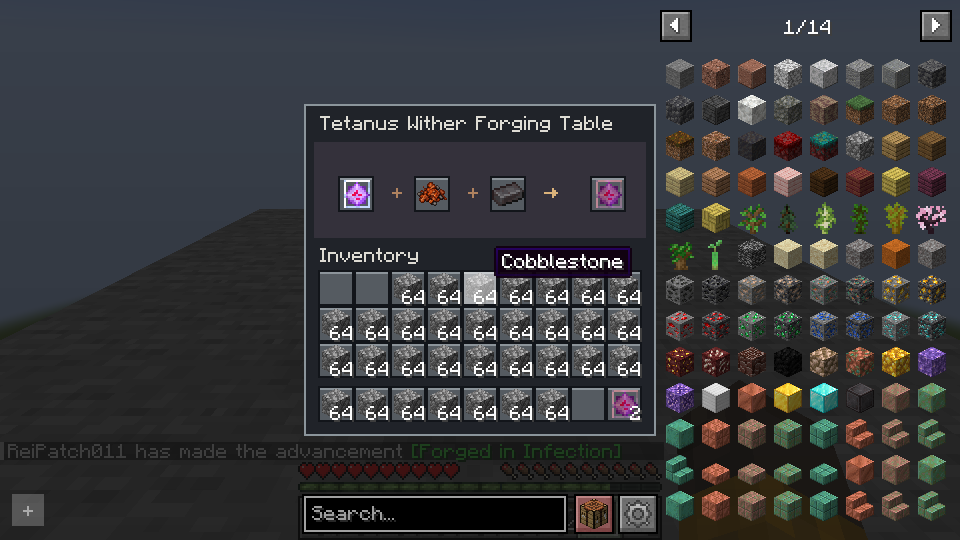 1/14
Tetanus Wither Forging Table
Inventory
Cobblestone
64 64 64 64 64 64 64
64 64 64 64 64 64 64 64 64
64 64 64 64 64 64 64 64 64
64 64 64 64 64 64 64 2
ReiPatch011 has made the advancement [Forged in Infection]
Search...